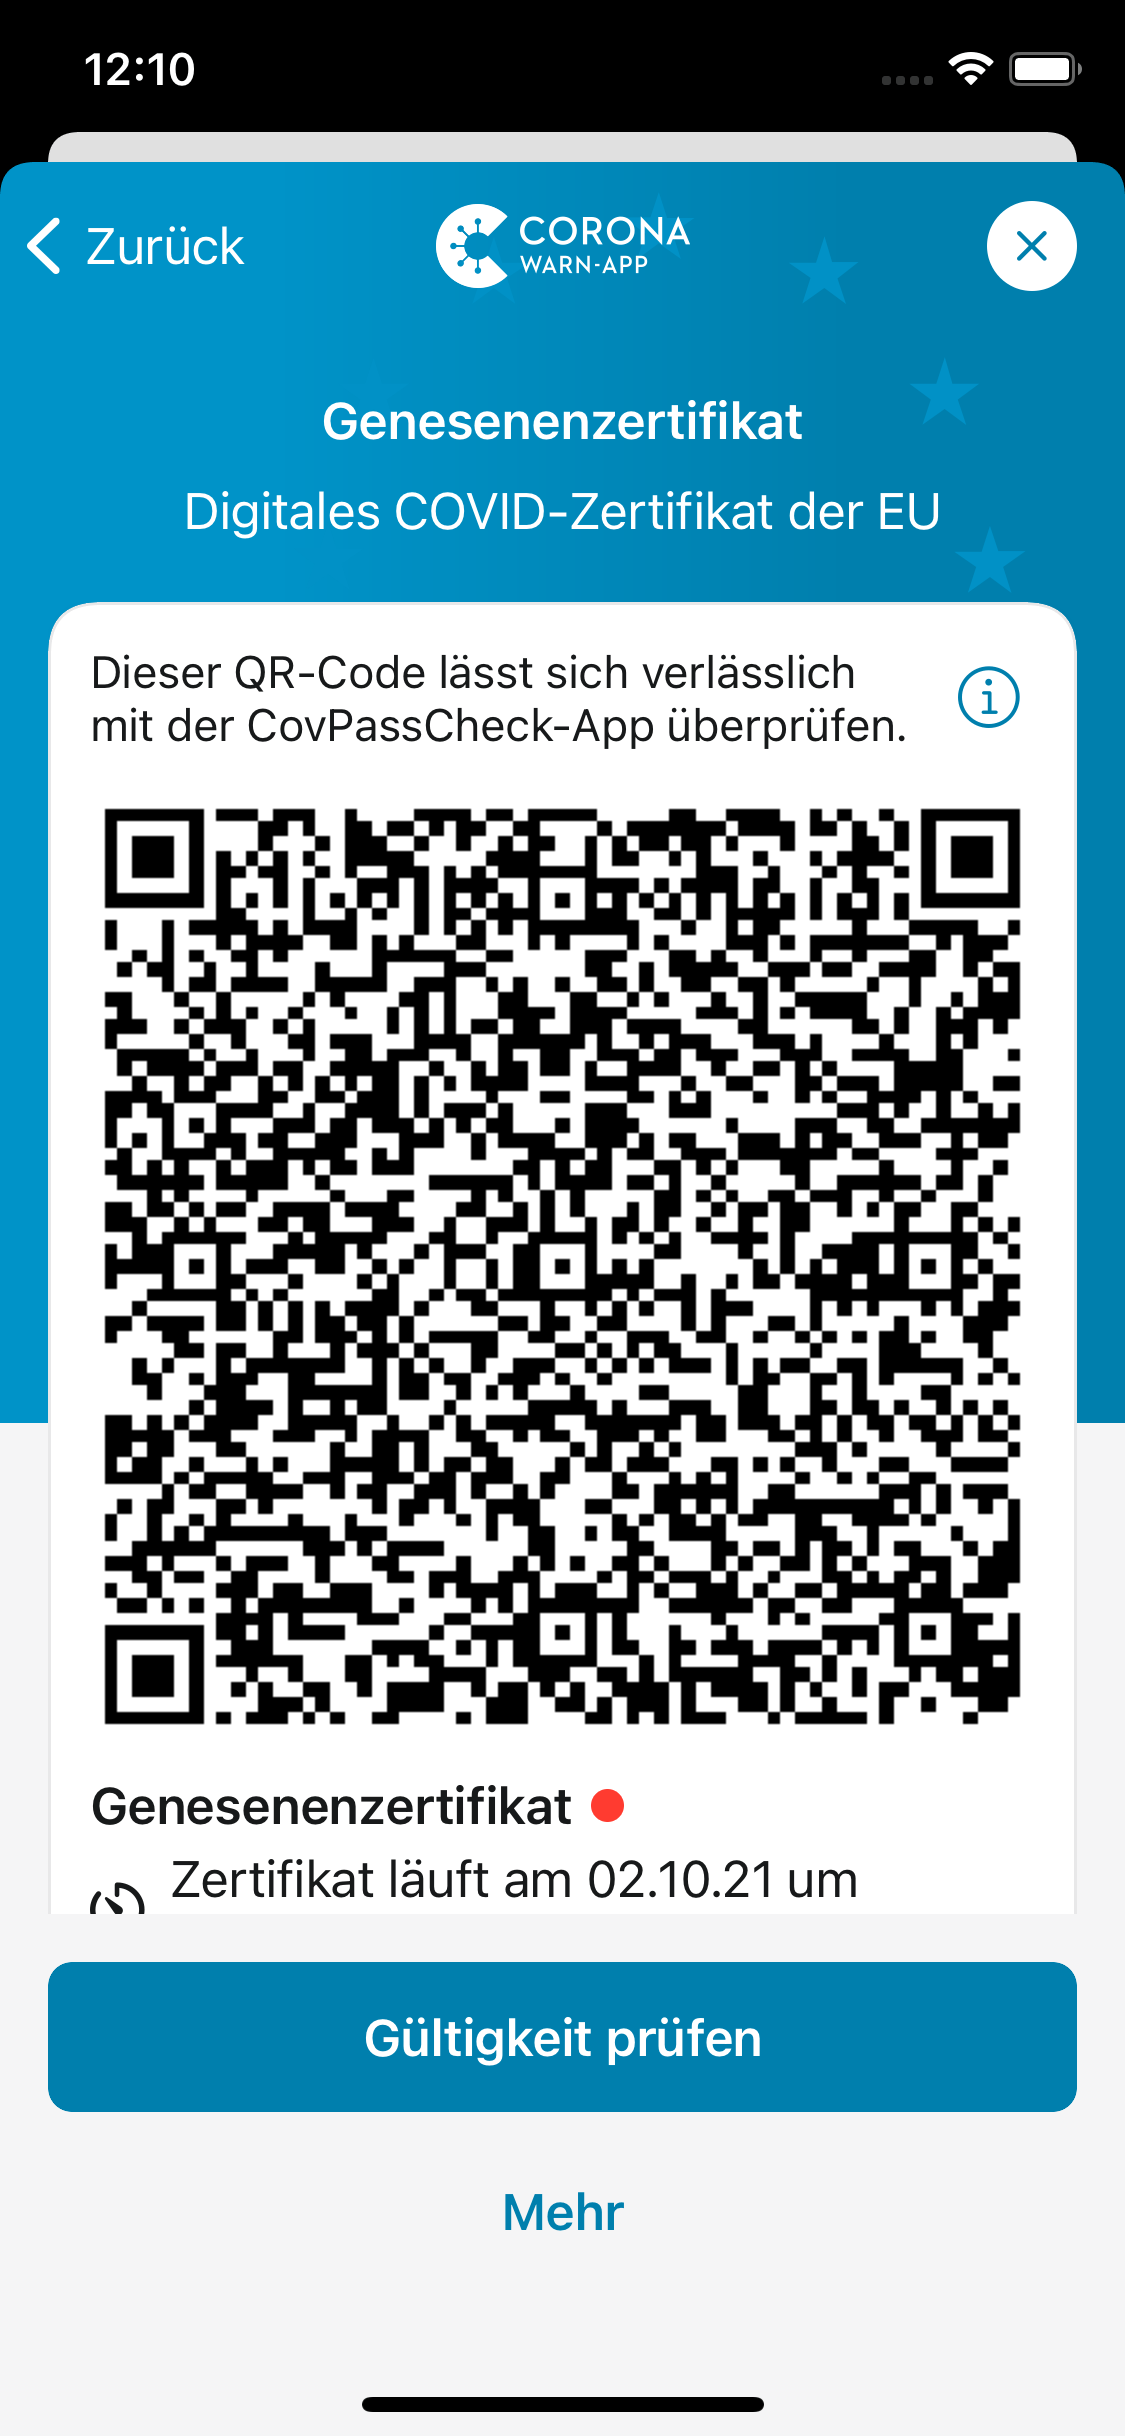 12:10
Zurück
CORONA
WARN-APP
Genesenenzertifikat
Digitales COVID-Zertifikat der EU
Dieser QR-Code lässt sich verlässlich
mit der CovPassCheck-App überprüfen.
Genesenenzertifikat
Zertifikat läuft am 02.10.21 um
Gültigkeit prüfen
Mehr